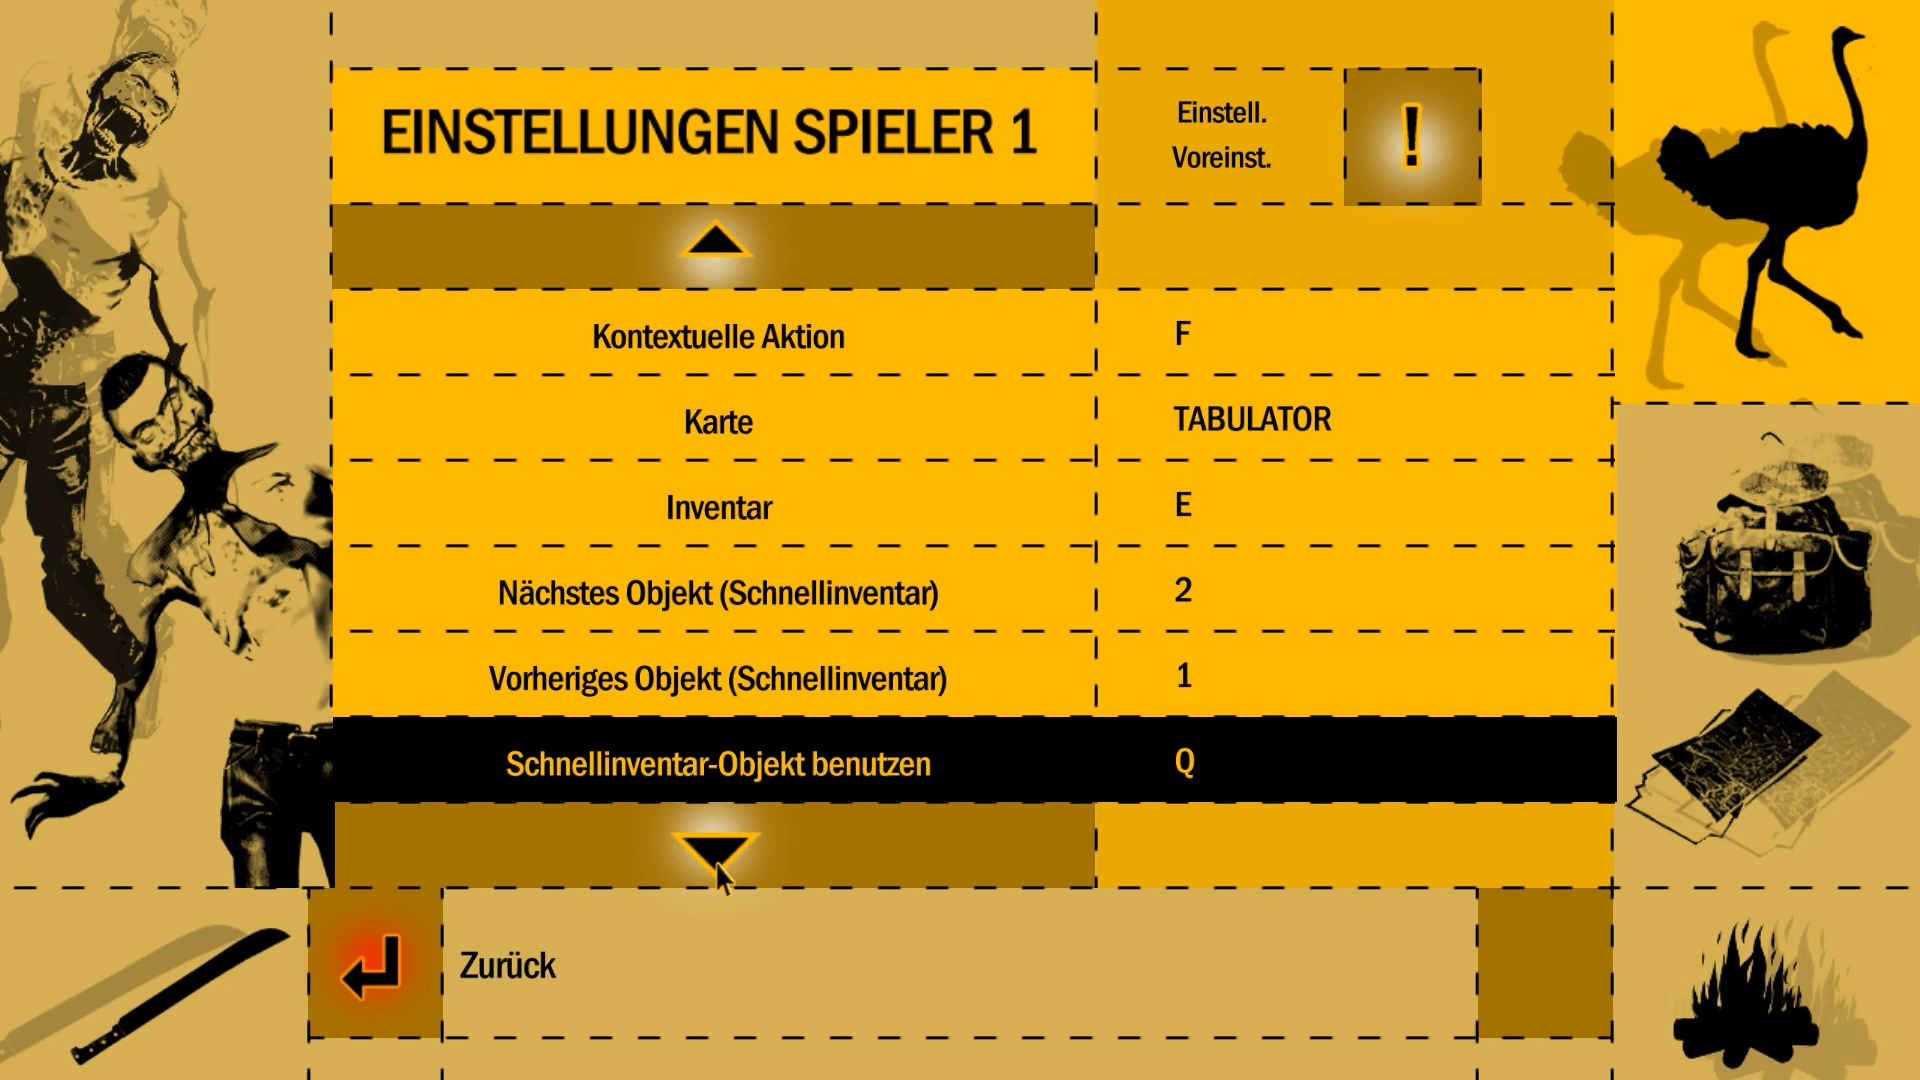 EINSTELLUNGEN SPIELER 1
Einstell.
Voreinst.
!
Kontextuelle Aktion F
Karte TABULATOR
Inventar E
Nächstes Objekt (Schnellinventar) 2
Vorheriges Objekt (Schnellinventar) 1
Schnellinventar-Objekt benutzen Q
Zurück